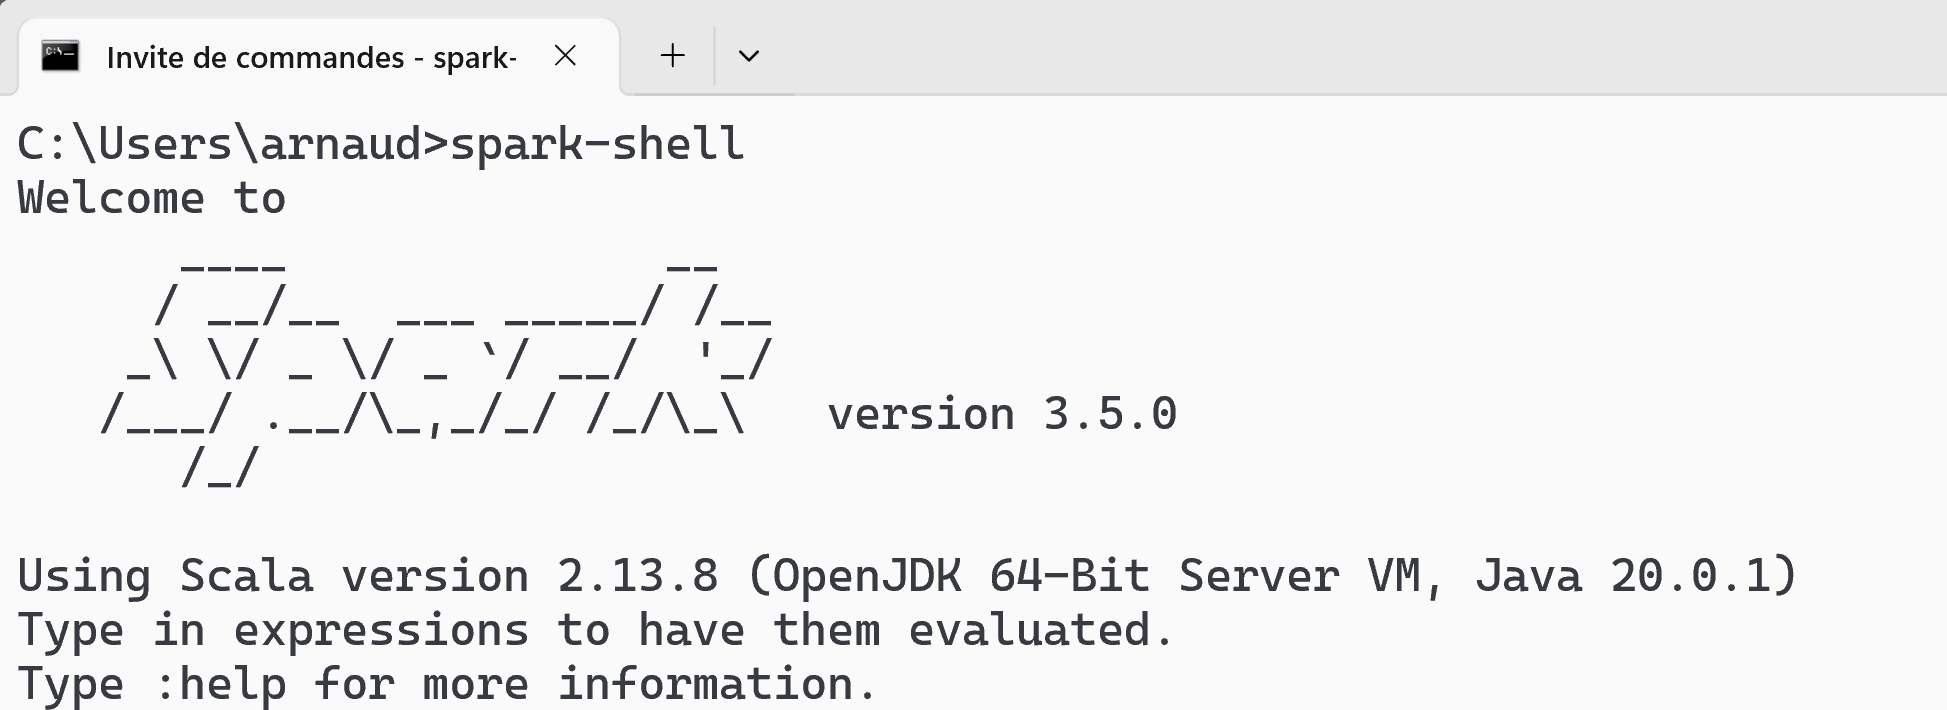 Invite de commandes - spark-
C:\Users\arnaud>spark-shell
Welcome to
      ____              __
     / __/__  ___ _____/ /__
    _\ \/ _ \/ _ `/ __/  '_/
   /___/ .__/\_,_/_/ /_/\_\   version 3.5.0
      /_/
Using Scala version 2.13.8 (OpenJDK 64-Bit Server VM, Java 20.0.1)
Type in expressions to have them evaluated.
Type :help for more information.